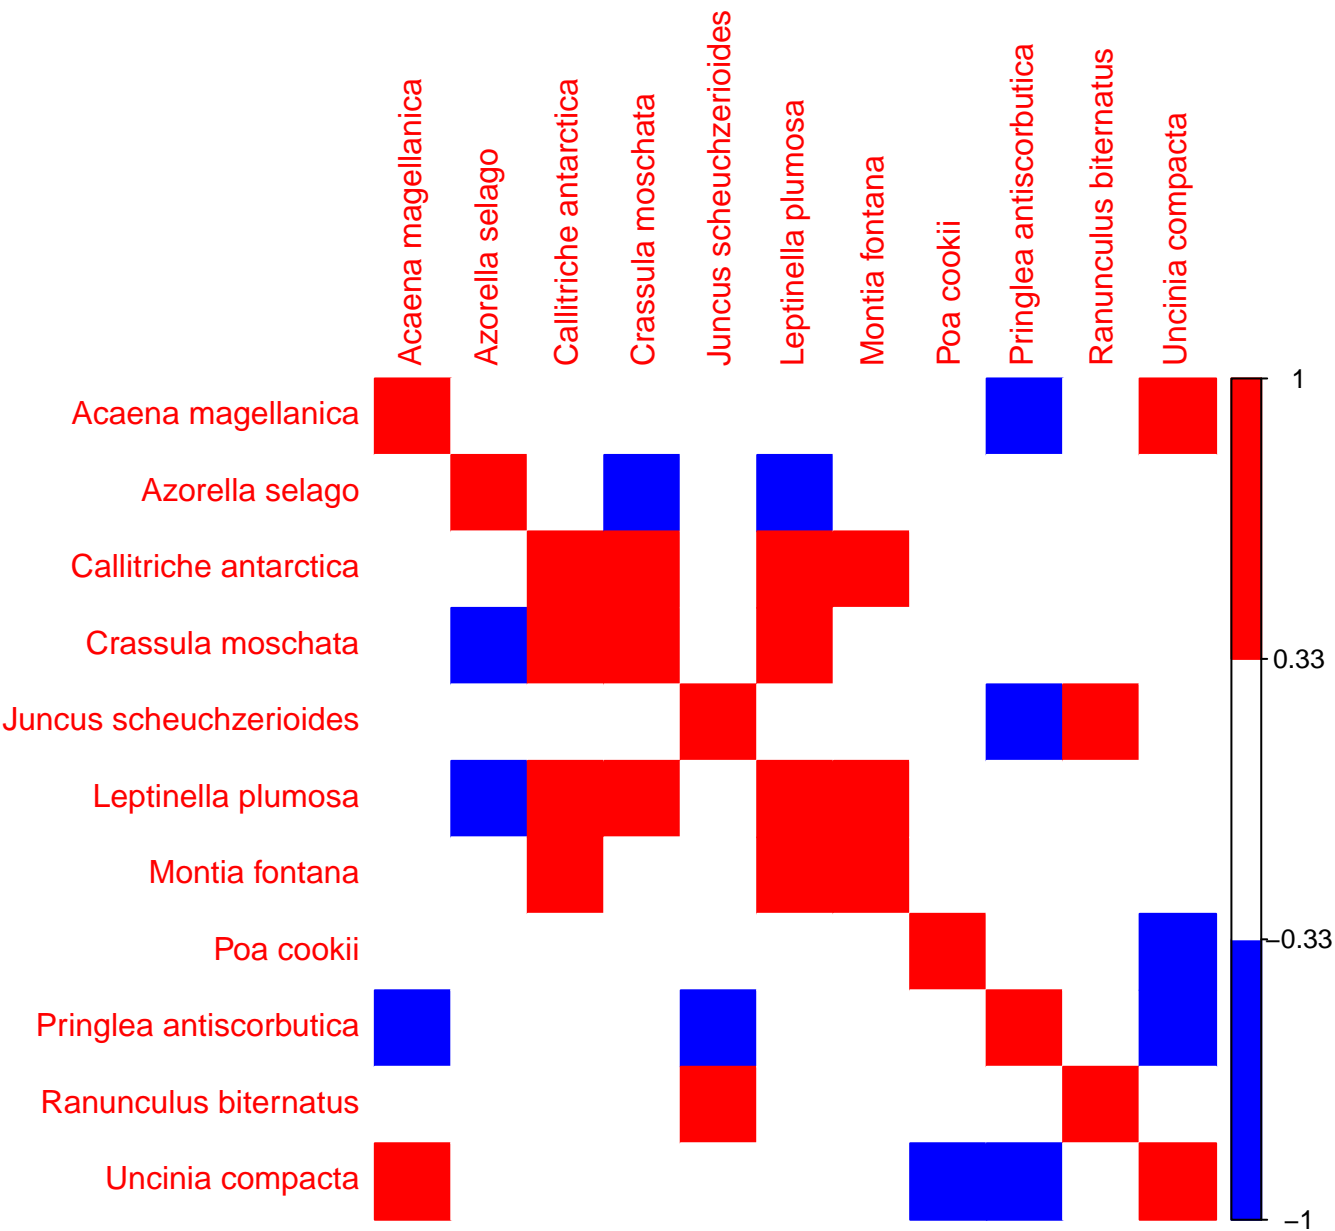 Acaena magellanica
Azorella selago
Callitriche antarctica
Crassula moschata
Juncus scheuchzerioides
Leptinella plumosa
Montia fontana
Poa cookii
Pringlea antiscorbutica
Ranunculus biternatus
Uncinia compacta
Acaena magellanica
Azorella selago
Callitriche antarctica
Crassula moschata
Juncus scheuchzerioides
Leptinella plumosa
Montia fontana
Poa cookii
Pringlea antiscorbutica
Ranunculus biternatus
Uncinia compacta
1
0.33
−0.33
−1